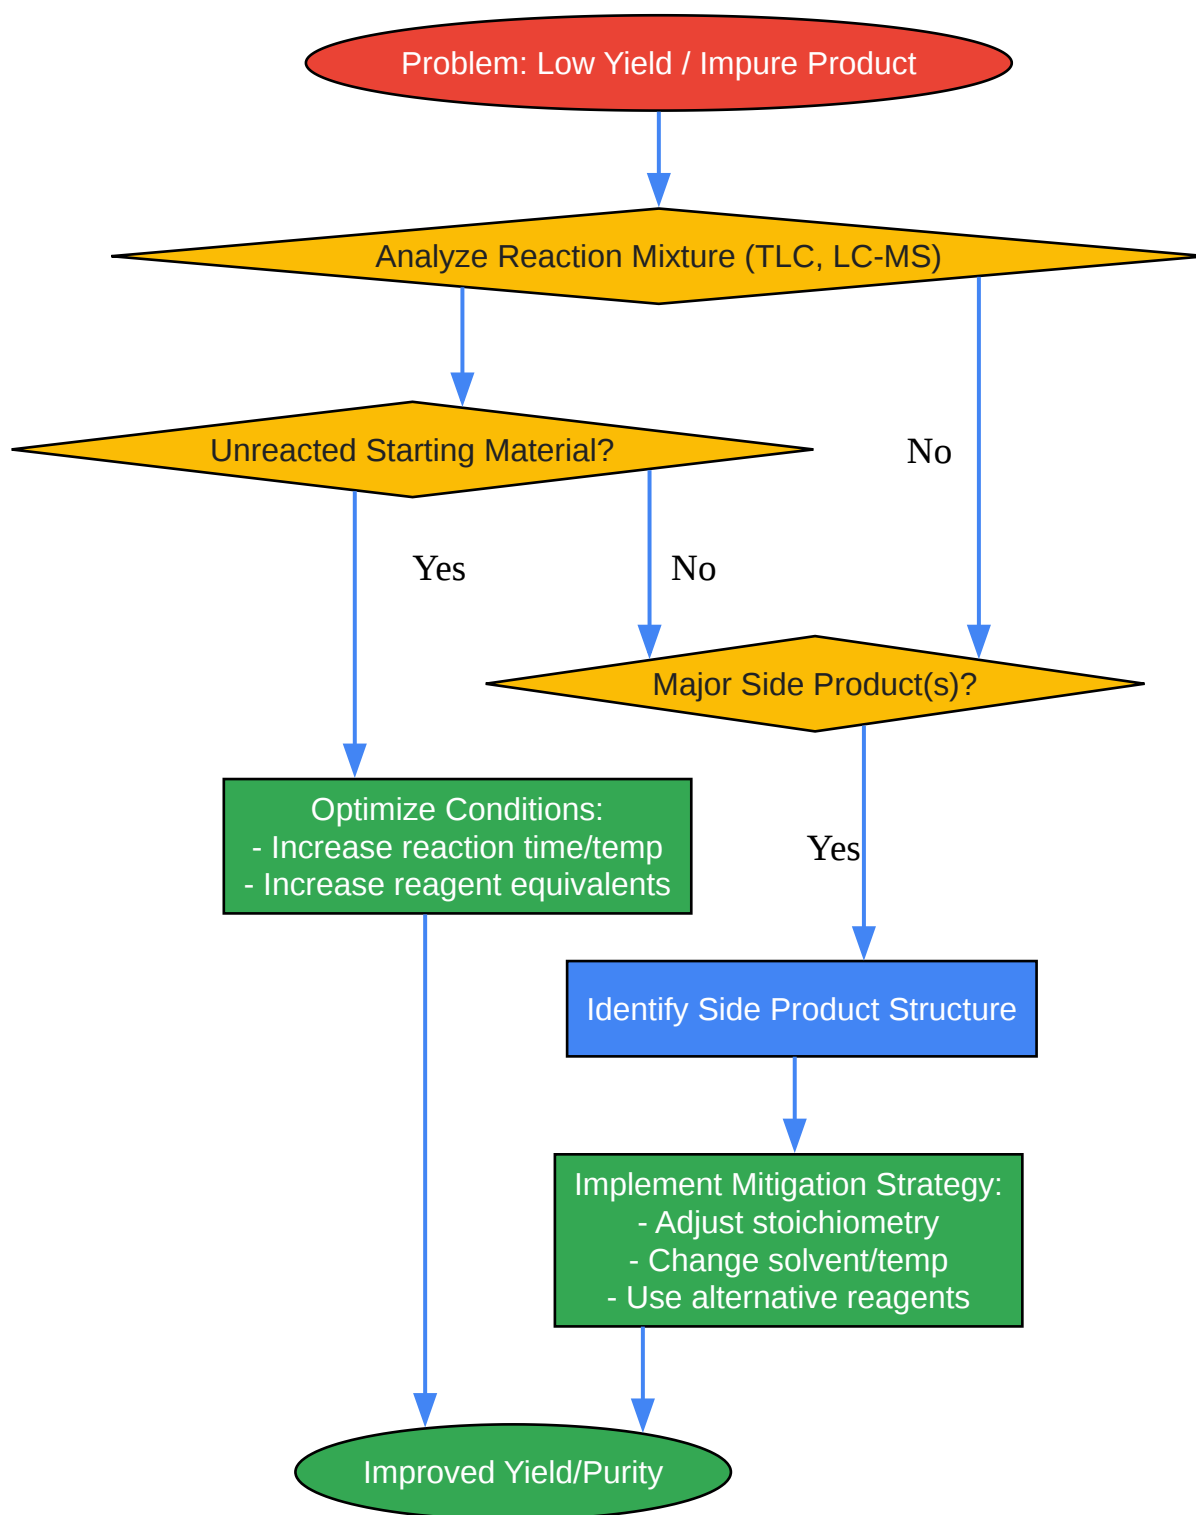 Problem: Low Yield / Impure Product
Analyze Reaction Mixture (TLC, LC-MS)
Unreacted Starting Material?
No
Yes
No
Major Side Product(s)?
Optimize Conditions:
- Increase reaction time/temp
- Increase reagent equivalents
Yes
Identify Side Product Structure
Implement Mitigation Strategy:
- Adjust stoichiometry
- Change solvent/temp
- Use alternative reagents
Improved Yield/Purity